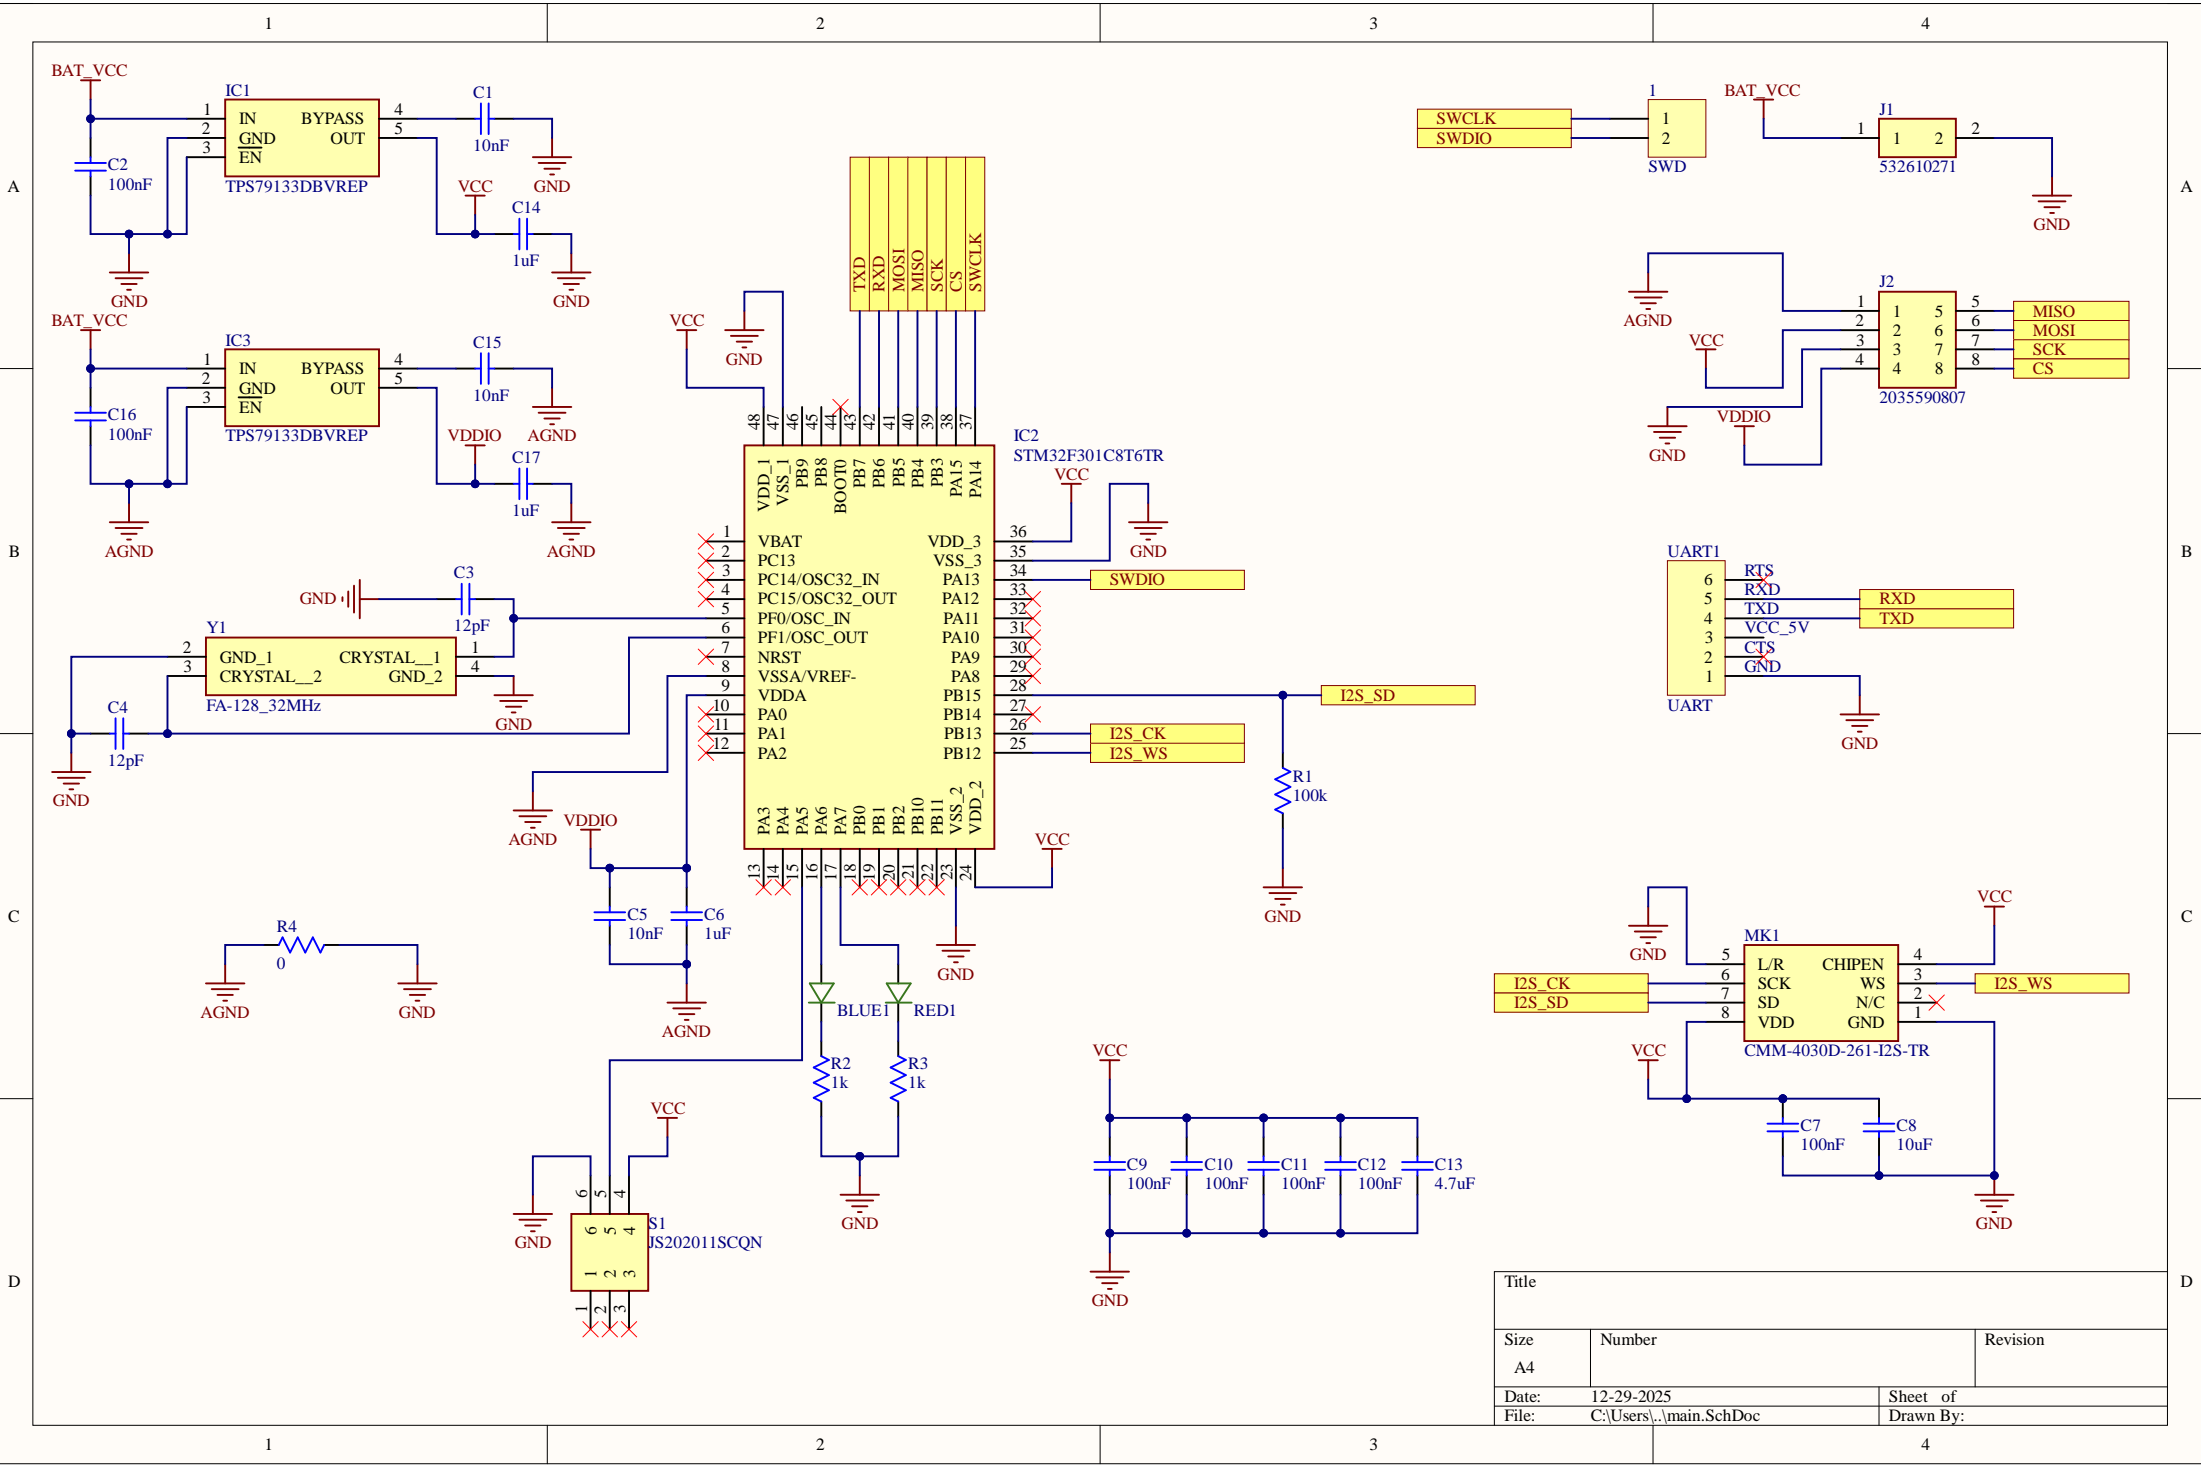 1 2 3 4
A
B
C
D
A
B
C
D
1 2 3 4
BAT_VCC
IC1
1 IN BYPASS 4
2 GND OUT 5
3 EN
TPS79133DBVREP
C1
10nF
GND
C2
100nF
VCC
C14
1uF
GND
GND
BAT_VCC
IC3
1 IN BYPASS 4
2 GND OUT 5
3 EN
TPS79133DBVREP
C15
10nF
AGND
C16
100nF
VDDIO
C17
1uF
AGND
AGND
GND
C3
12pF
Y1
2 GND_1 CRYSTAL__1 1
3 CRYSTAL__2 GND_2 4
FA-128_32MHz
GND
C4
12pF
GND
TXD
RXD
MOSI
MISO
SCK
CS
SWCLK
VCC
GND
IC2
STM32F301C8T6TR
48 VDD_1
47 VSS_1
46 PB9
45 PB8
44 BOOT0
43 PB7
42 PB6
41 PB5
40 PB4
39 PB3
38 PA15
37 PA14
1 VBAT
2 PC13
3 PC14/OSC32_IN
4 PC15/OSC32_OUT
5 PF0/OSC_IN
6 PF1/OSC_OUT
7 NRST
8 VSSA/VREF-
9 VDDA
10 PA0
11 PA1
12 PA2
VDD_3 36
VSS_3 35
PA13 34
PA12 33
PA11 32
PA10 31
PA9 30
PA8 29
PB15 28
PB14 27
PB13 26
PB12 25
PA3 13
PA4 14
PA5 15
PA6 16
PA7 17
PB0 18
PB1 19
PB2 20
PB10 21
PB11 22
VSS_2 23
VDD_2 24
VCC
GND
SWDIO
I2S_SD
I2S_CK
I2S_WS
R1
100k
GND
VCC
GND
AGND
VDDIO
C5
10nF
C6
1uF
AGND
R4
0
AGND
GND
BLUE1
RED1
R2
1k
R3
1k
GND
VCC
GND
6 5 4
6 5 4
S1
JS202011SCQN
1 2 3
1 2 3
VCC
C9
100nF
C10
100nF
C11
100nF
C12
100nF
C13
4.7uF
GND
SWCLK
SWDIO
1
1
2
SWD
BAT_VCC
J1
1 1 2 2
532610271
GND
AGND
VCC
GND
VDDIO
J2
1 1 5 5 MISO
2 2 6 6 MOSI
3 3 7 7 SCK
4 4 8 8 CS
2035590807
UART1
6 RTS
5 RXD RXD
4 TXD TXD
3 VCC_5V
2 CTS
1 GND
UART
GND
GND
VCC
MK1
5 L/R CHIPEN 4
I2S_CK 6 SCK WS 3 I2S_WS
I2S_SD 7 SD N/C 2
8 VDD GND 1
CMM-4030D-261-I2S-TR
VCC
C7
100nF
C8
10uF
GND
Title
Size Number Revision
A4
Date: 12-29-2025 Sheet of
File: C:\Users\..\main.SchDoc Drawn By: